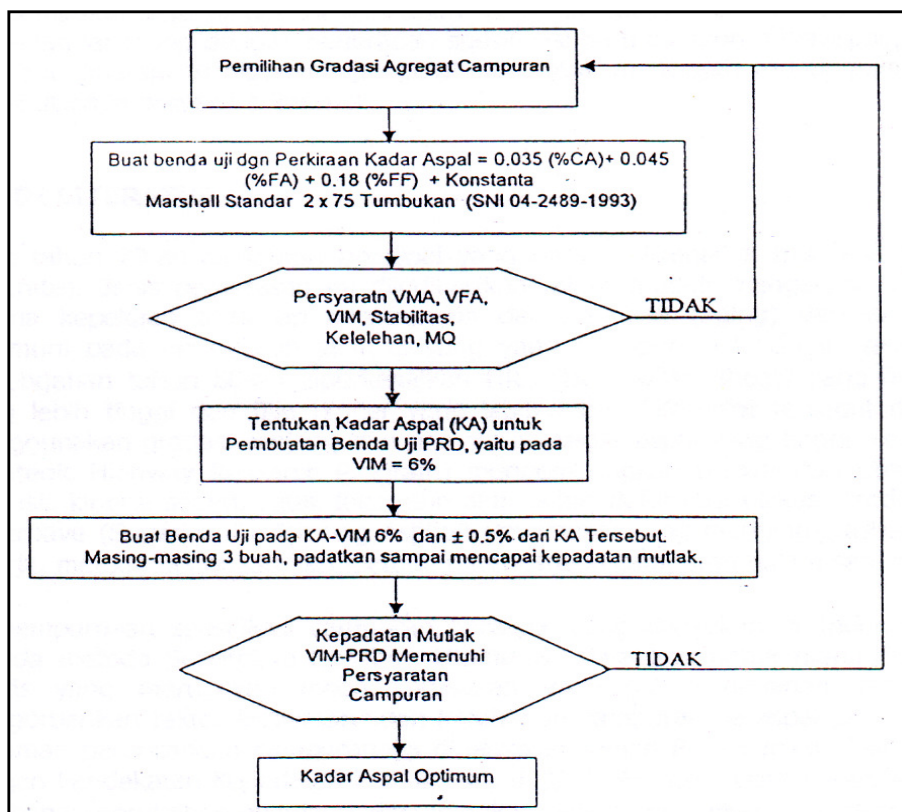 Pemilihan Gradasi Agregat Campuran
Buat benda uji dgn Perkiraan Kadar Aspal = 0.035 (%CA)+ 0.045
(%FA) + 0.18 (%FF) + Konstanta
Marshall Standar 2 x 75 Tumbukan (SNI 04-2489-1993)
Persyaratn VMA, VFA,
VIM, Stabilitas,
Kelelehan, MQ
TIDAK
Tentukan Kadar Aspal (KA) untuk
Pembuatan Benda Uji PRD, yaitu pada
VIM = 6%
Buat Benda Uji pada KA-VIM 6% dan ± 0.5% dari KA Tersebut.
Masing-masing 3 buah, padatkan sampai mencapai kepadatan mutlak.
Kepadatan Mutlak
VIM-PRD Memenuhi
Persyaratan
Campuran
TIDAK
Kadar Aspal Optimum